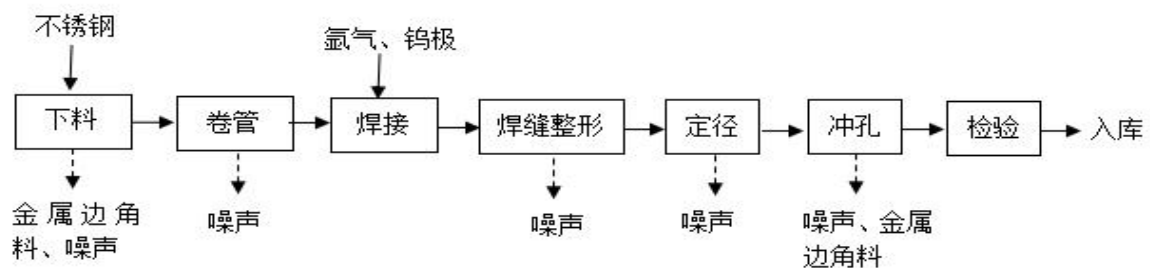 不锈钢
氩气、钨极
下料
卷管
焊接
焊缝整形
定径
冲孔
检验
入库
金属边角
料、噪声
噪声
噪声
噪声
噪声、金属
边角料